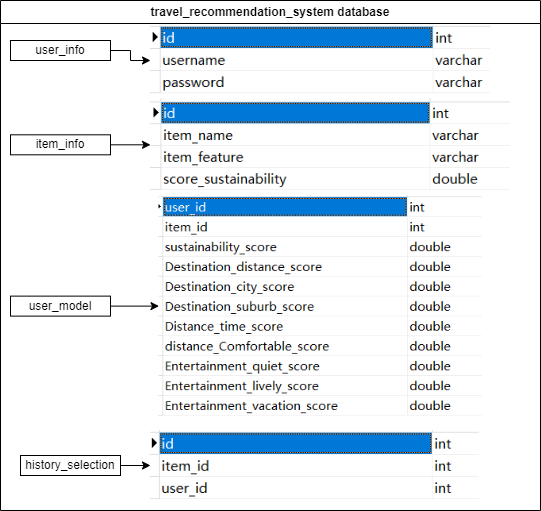 travel_recommendation_system database
user_info
id int
username varchar
password varchar
item_info
id int
item_name varchar
item_feature varchar
score_sustainability double
user_model
user_id int
item_id int
sustainability_score double
Destination_distance_score double
Destination_city_score double
Destination_suburb_score double
Distance_time_score double
distance_Comfortable_score double
Entertainment_quiet_score double
Entertainment_lively_score double
Entertainment_vacation_score double
history_selection
id int
item_id int
user_id int